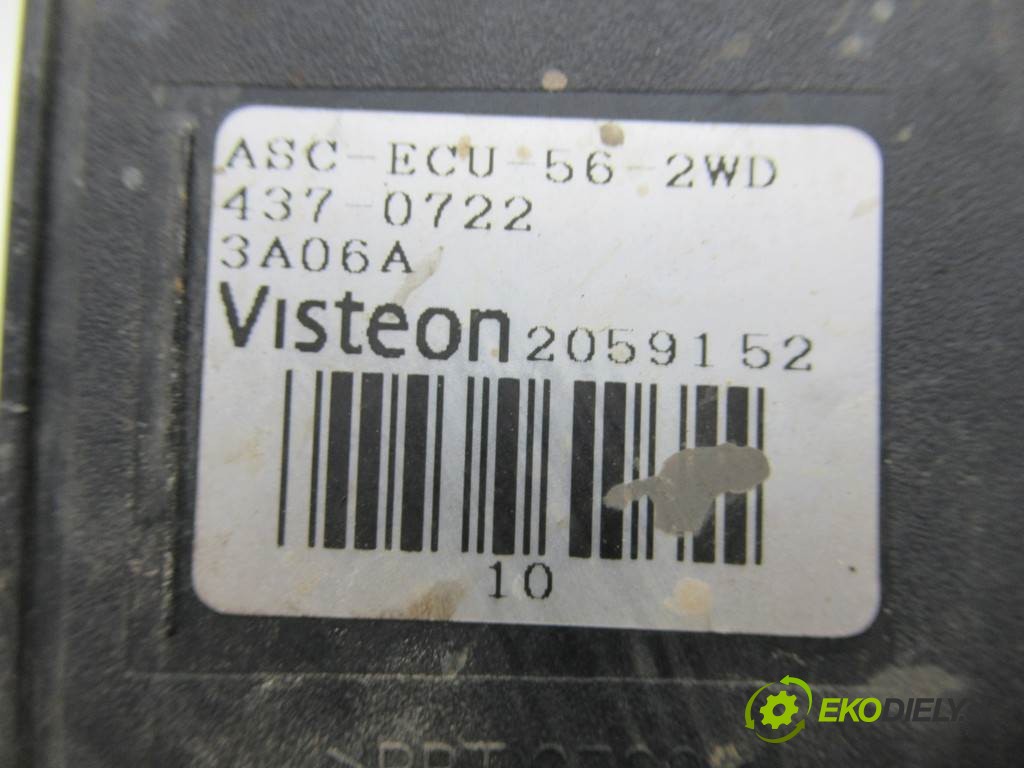 ASC-ECU-56-2WD
437-0722
3A06A
Visteon 2059152
10
EKODIELY